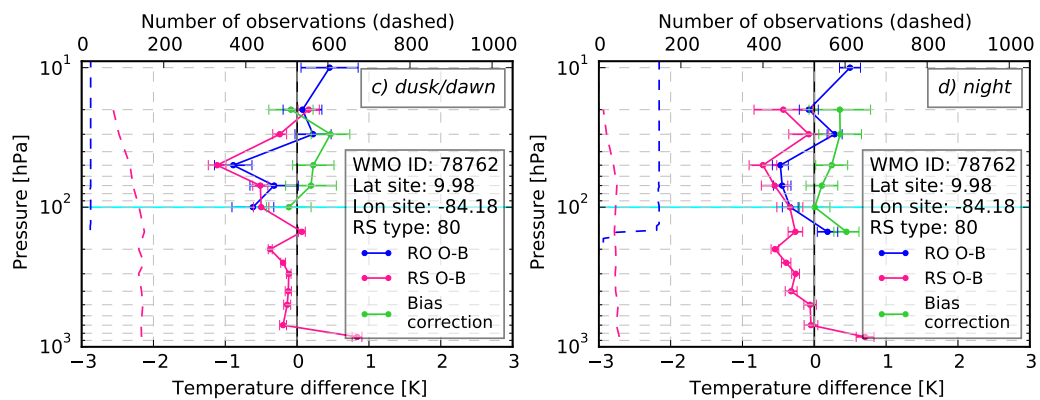 Number of observations (dashed)
0 200 400 600 800 1000
10¹
10²
10³
Pressure [hPa]
c) dusk/dawn
WMO ID: 78762
Lat site: 9.98
Lon site: -84.18
RS type: 80
RO O-B
RS O-B
Bias
correction
−3 −2 −1 0 1 2 3
Temperature difference [K]
Number of observations (dashed)
0 200 400 600 800 1000
10¹
10²
10³
Pressure [hPa]
d) night
WMO ID: 78762
Lat site: 9.98
Lon site: -84.18
RS type: 80
RO O-B
RS O-B
Bias
correction
−3 −2 −1 0 1 2 3
Temperature difference [K]